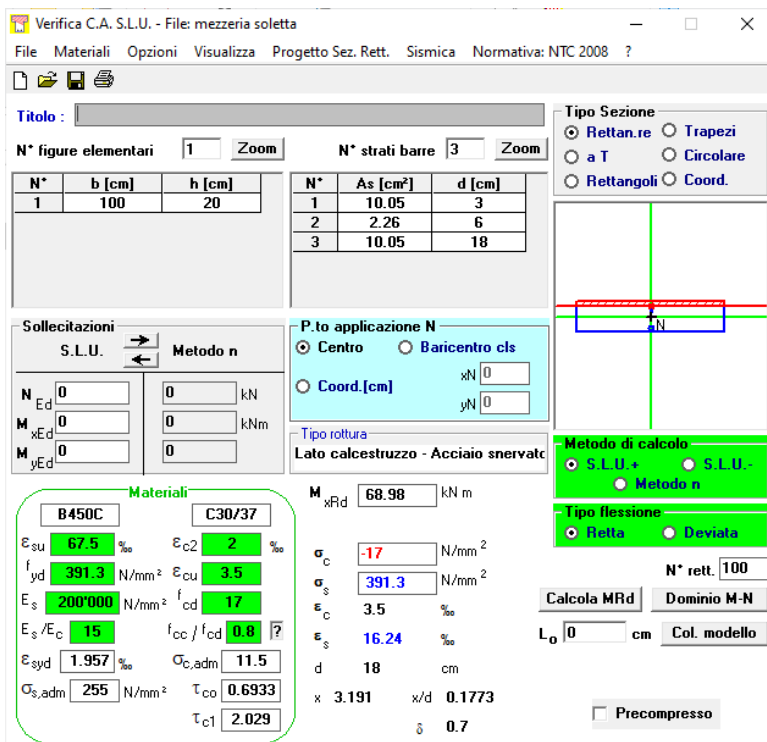 Verifica C.A. S.L.U. - File: mezzeria soletta
File Materiali Opzioni Visualizza Progetto Sez. Rett. Sismica Normativa: NTC 2008 ?
Titolo :
N° figure elementari 1 Zoom
N° strati barre 3 Zoom
N° b [cm] h [cm]
1 100 20
N° As [cm²] d [cm]
1 10.05 3
2 2.26 6
3 10.05 18
Tipo Sezione
Rettan.re Trapezi
a T Circolare
Rettangoli Coord.
N
Sollecitazioni
S.L.U. Metodo n
N Ed 0 0 kN
M xEd 0 0 kNm
M yEd 0 0
P.to applicazione N
Centro Baricentro cls
Coord.[cm] xN 0
yN 0
Tipo rottura
Lato calcestruzzo - Acciaio snervato
Metodo di calcolo
S.L.U.+ S.L.U.-
Metodo n
Tipo flessione
Retta Deviata
N° rett. 100
Calcola MRd Dominio M-N
L₀ 0 cm Col. modello
Precompresso
Materiali
B450C C30/37
εsu 67.5 ‰ εc2 2 ‰
fyd 391.3 N/mm² εcu 3.5
Es 200'000 N/mm² fcd 17
Es/Ec 15 fcc / fcd 0.8 ?
εsyd 1.957 ‰ σc,adm 11.5
σs,adm 255 N/mm² τco 0.6933
τc1 2.029
M xRd 68.98 kN m
σc -17 N/mm²
σs 391.3 N/mm²
εc 3.5 ‰
εs 16.24 ‰
d 18 cm
x 3.191 x/d 0.1773
δ 0.7